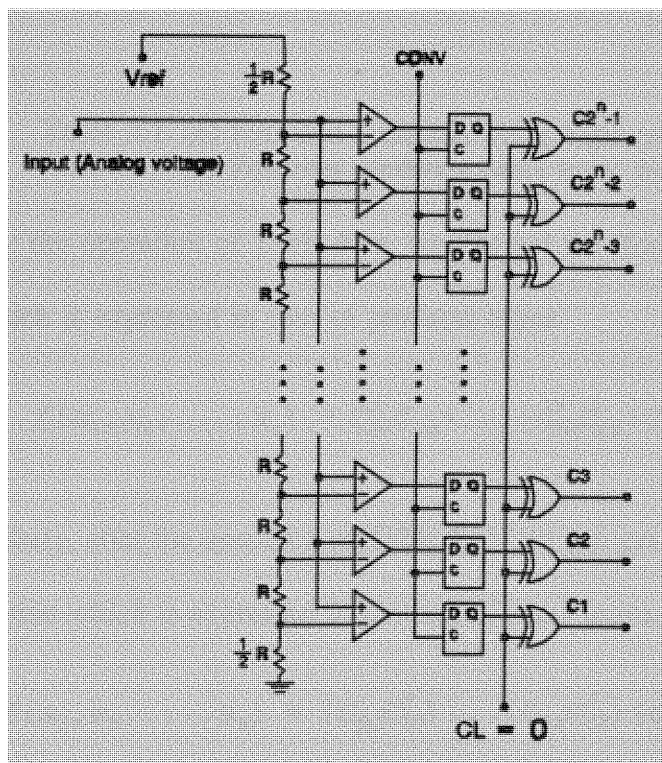 CONV
Vref
1/2 R
+
−
D Q
C
C2^n-1
Input (Analog voltage)
R
+
−
D Q
C
C2^n-2
R
+
−
D Q
C
C2^n-3
R
R
+
−
D Q
C
C3
R
+
−
D Q
C
C2
R
+
−
D Q
C
C1
1/2 R
CL = 0